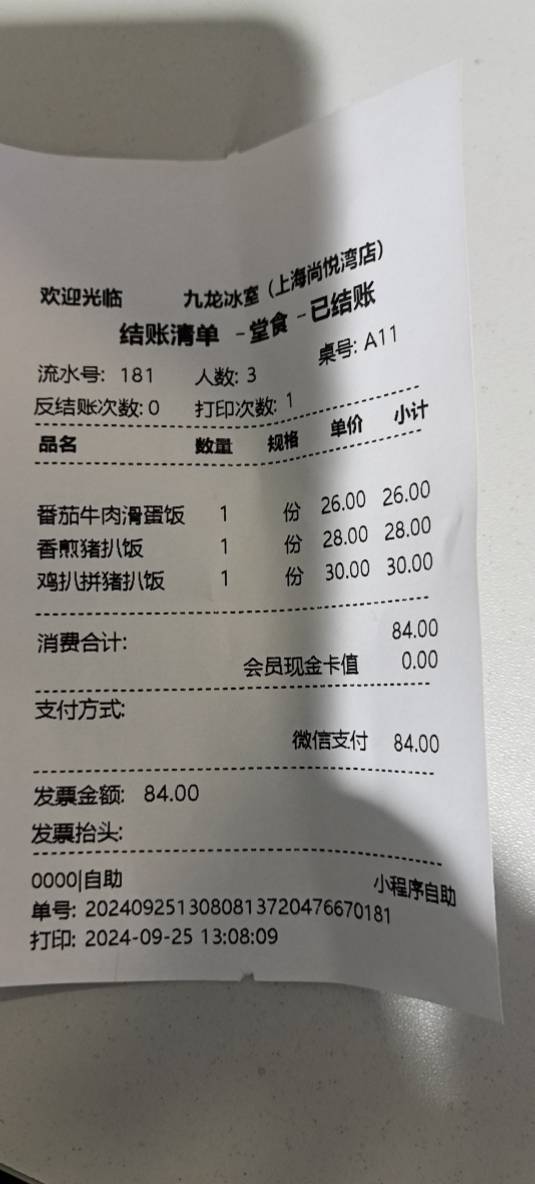 欢迎光临 九龙冰室（上海尚悦湾店）
结账清单 -堂食 -已结账
流水号: 181 人数: 3 桌号: A11
反结账次数: 0 打印次数: 1
品名 数量 规格 单价 小计
番茄牛肉滑蛋饭 1 份 26.00 26.00
香煎猪扒饭 1 份 28.00 28.00
鸡扒拼猪扒饭 1 份 30.00 30.00
消费合计: 84.00
会员现金卡值 0.00
支付方式:
微信支付 84.00
发票金额: 84.00
发票抬头:
0000|自助 小程序自助
单号: 2024092513080813720476670181
打印: 2024-09-25 13:08:09